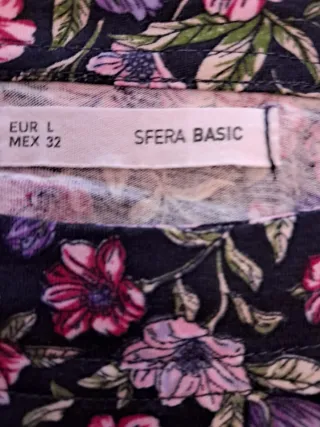 EUR L
MEX 32
SFERA BASIC